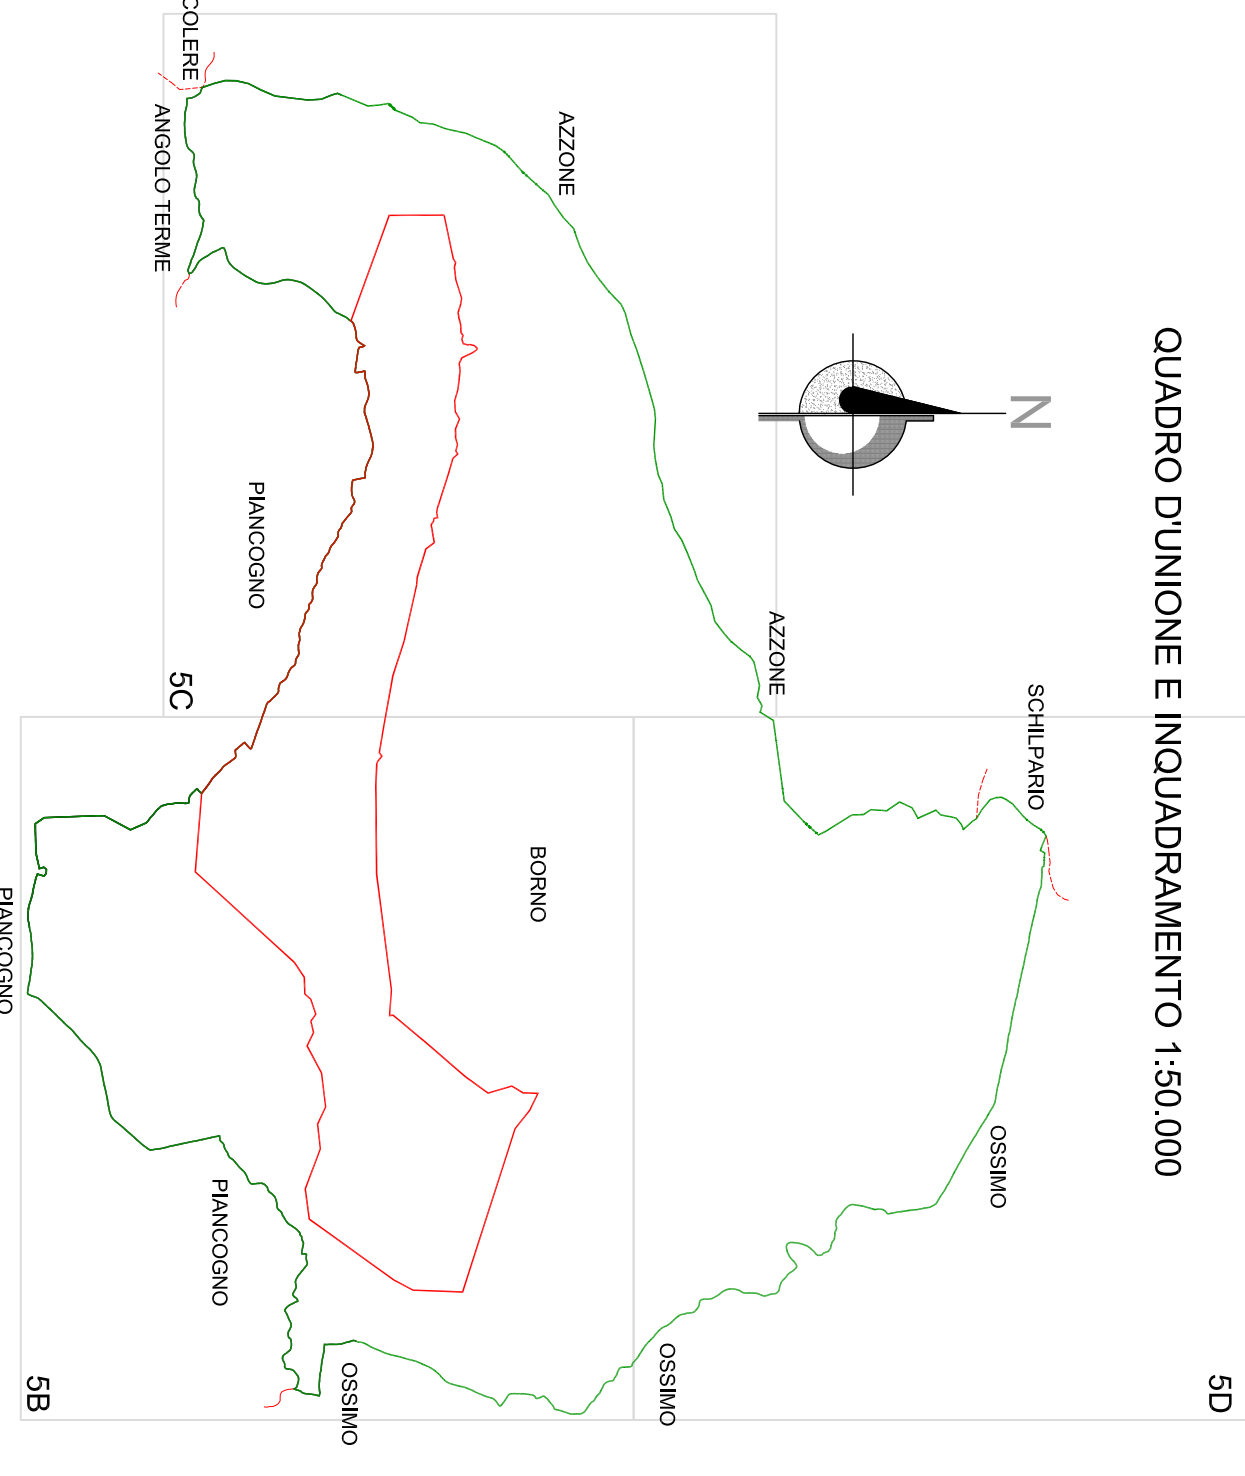 QUADRO D'UNIONE E INQUADRAMENTO 1:50.000
N
5D
SCHILPARIO
OSSIMO
AZZONE
OSSIMO
AZZONE
BORNO
OSSIMO
PIANCOGNO
PIANCOGNO
COLERE
ANGOLO TERME
5C
5B
PIANCOGNO